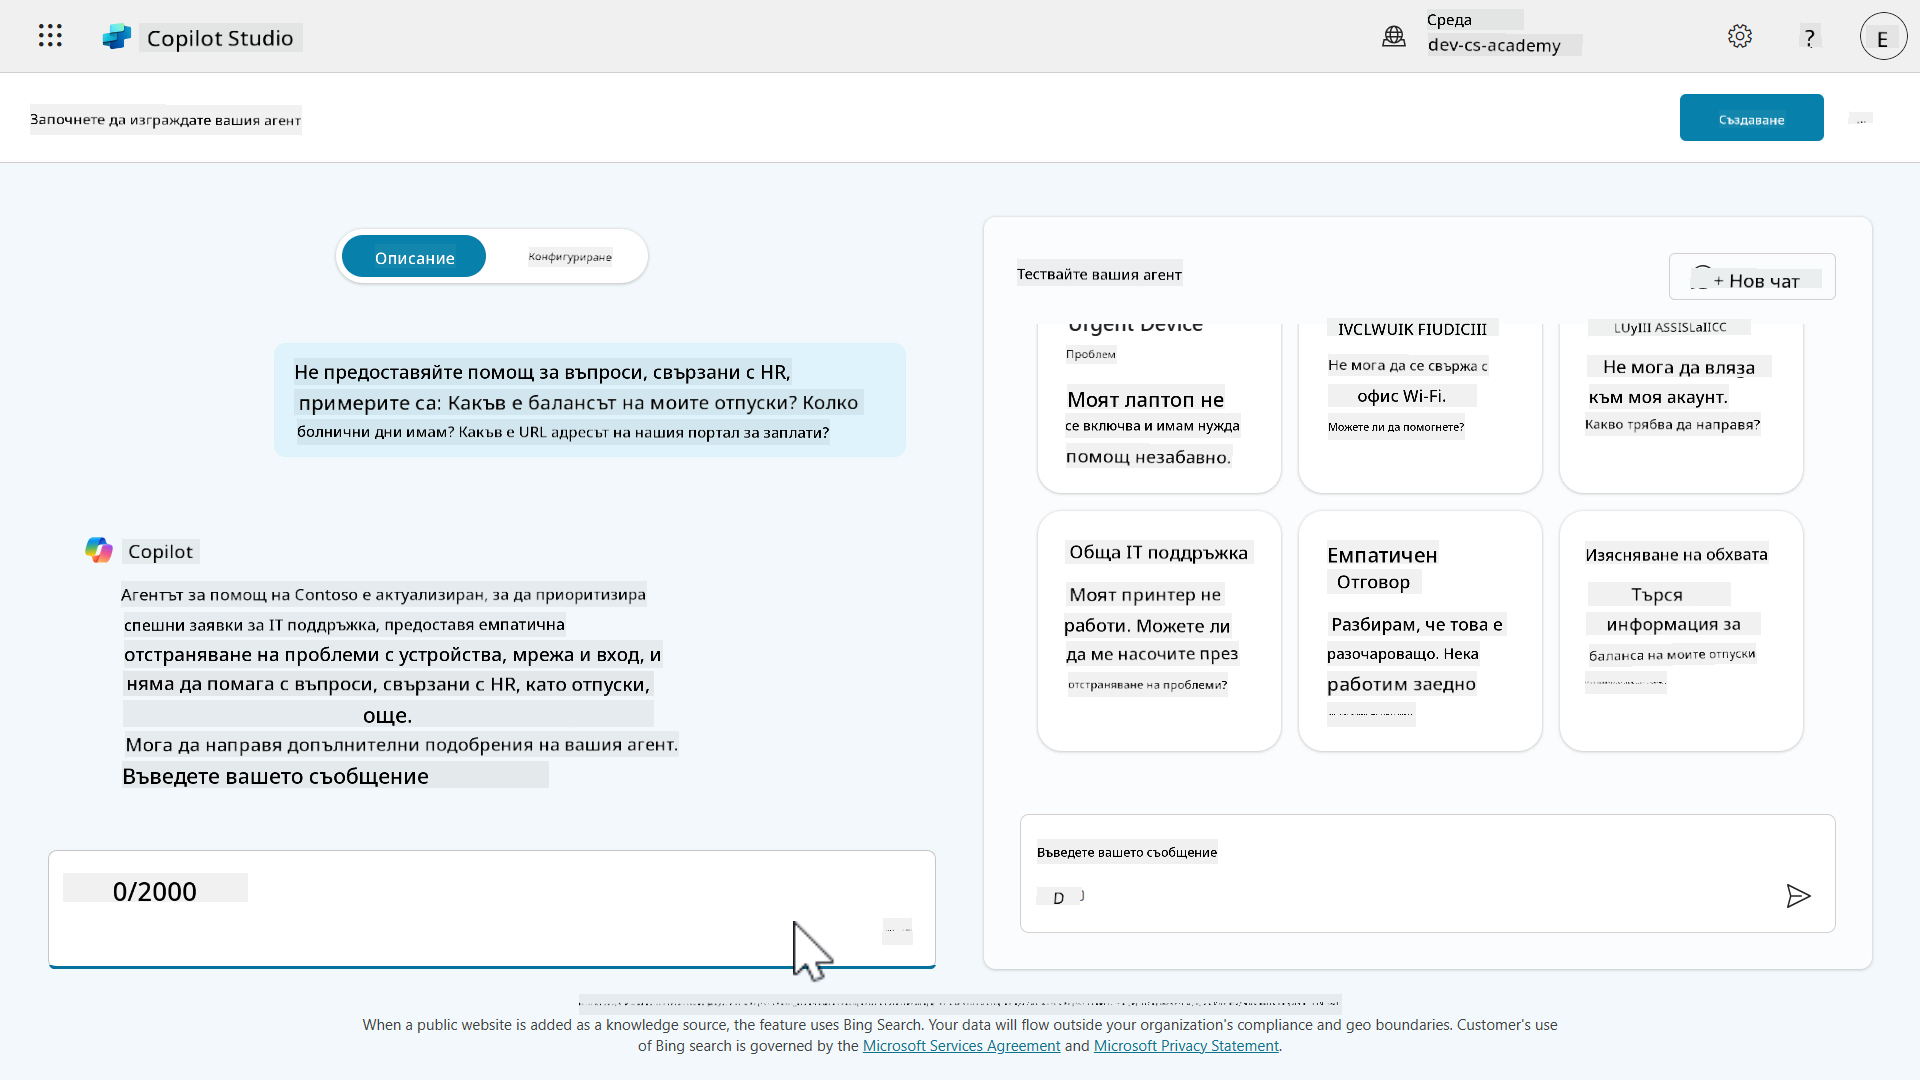 Copilot Studio
Среда
dev-cs-academy
?
E
Започнете да изграждате вашия агент
Създаване
Описание
Конфигуриране
Не предоставяйте помощ за въпроси, свързани с HR,
примерите са: Какъв е балансът на моите отпуски? Колко
болнични дни имам? Какъв е URL адресът на нашия портал за заплати?
Copilot
Агентът за помощ на Contoso е актуализиран, за да приоритизира
спешни заявки за IT поддръжка, предоставя емпатична
отстраняване на проблеми с устройства, мрежа и вход, и
няма да помага с въпроси, свързани с HR, като отпуски,
още.
Мога да направя допълнителни подобрения на вашия агент.
Въведете вашето съобщение
0/2000
Тествайте вашия агент
+ Нов чат
Urgent Device
Проблем
Моят лаптоп не
се включва и имам нужда
помощ незабавно.
Не мога да се свържа с
офис Wi-Fi.
Можете ли да помогнете?
Не мога да вляза
към моя акаунт.
Какво трябва да направя?
Обща IT поддръжка
Моят принтер не
работи. Можете ли
да ме насочите през
отстраняване на проблеми?
Емпатичен
Отговор
Разбирам, че това е
разочароващо. Нека
работим заедно
Изясняване на обхвата
Търся
информация за
баланса на моите отпуски
Въведете вашето съобщение
D
When a public website is added as a knowledge source, the feature uses Bing Search. Your data will flow outside your organization's compliance and geo boundaries. Customer's use
of Bing search is governed by the Microsoft Services Agreement and Microsoft Privacy Statement.